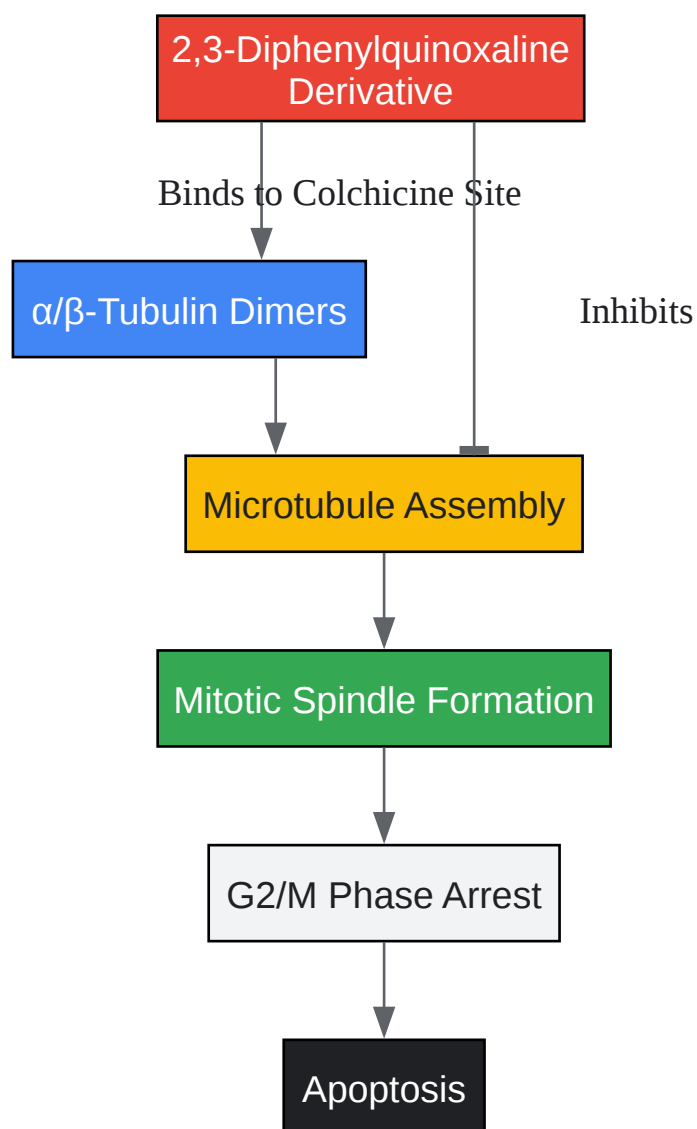 2,3-Diphenylquinoxaline
Derivative
Binds to Colchicine Site
α/β-Tubulin Dimers
Inhibits
Microtubule Assembly
Mitotic Spindle Formation
G2/M Phase Arrest
Apoptosis